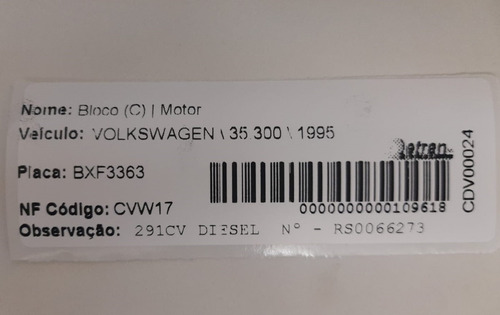 Nome: Bloco (C) | Motor
Veículo: VOLKSWAGEN \ 35 300 \ 1995
Detran
Placa: BXF3363
NF Código: CVW17
0000000000109618
Observação: 291CV DIESEL Nº - RS0066273
CDV00024